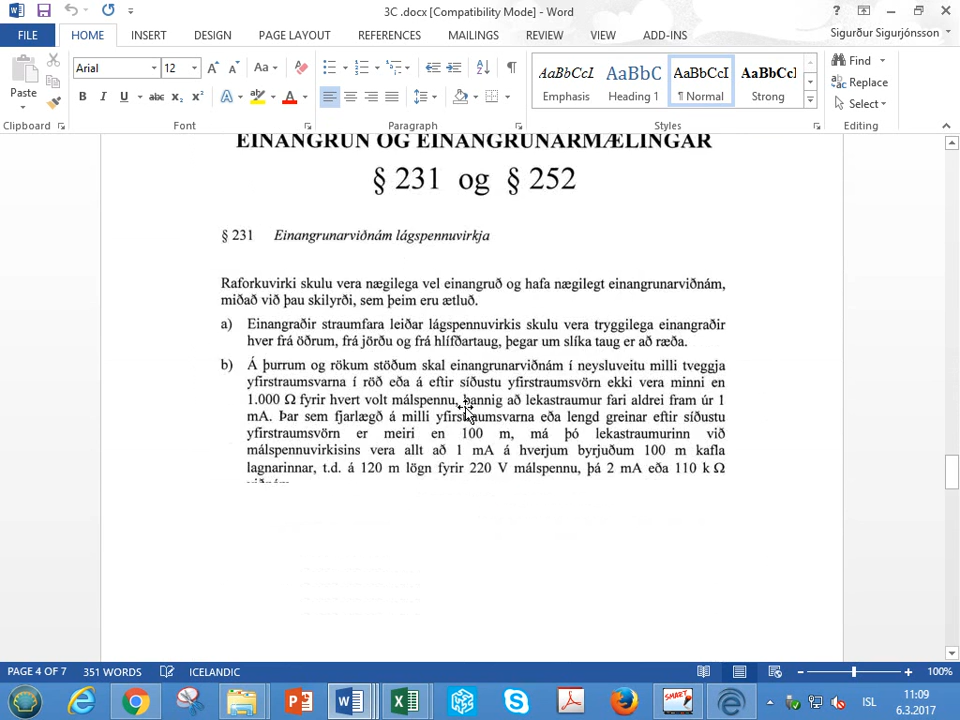 3C .docx [Compatibility Mode] - Word
FILE HOME INSERT DESIGN PAGE LAYOUT REFERENCES MAILINGS REVIEW VIEW ADD-INS Sigurður Sigurjónsson
Paste
Arial 12
Clipboard Font Paragraph Styles Editing
AaBbCcI AaBbC AaBbCcI AaBbCcl
Emphasis Heading 1 ¶ Normal Strong
Find
Replace
Select
EINANGRUN OG EINANGRUNARMÆLINGAR
§ 231 og § 252
§ 231 Einangrunarviðnám lágspennuvirkja
Raforkuvirki skulu vera nægilega vel einangruð og hafa nægilegt einangrunarviðnám,
miðað við þau skilyrði, sem þeim eru ætluð.
a) Einangraðir straumfara leiðar lágspennuvirkis skulu vera tryggilega einangraðir
hver frá öðrum, frá jörðu og frá hlífðartaug, þegar um slíka taug er að ræða.
b) Á þurrum og rökum stöðum skal einangrunarviðnám í neysluveitu milli tveggja
yfirstraumsvarna í röð eða á eftir síðustu yfirstraumsvörn ekki vera minni en
1.000 Ω fyrir hvert volt málspennu, þannig að lekastraumur fari aldrei fram úr 1
mA. Þar sem fjarlægð á milli yfirstraumsvarna eða lengd greinar eftir síðustu
yfirstraumsvörn er meiri en 100 m, má þó lekastraumurinn við
málspennuvirkisins vera allt að 1 mA á hverjum byrjuðum 100 m kafla
lagnarinnar, t.d. á 120 m lögn fyrir 220 V málspennu, þá 2 mA eða 110 k Ω
viðnám
PAGE 4 OF 7 351 WORDS ICELANDIC 100%
ISL
11:09
6.3.2017